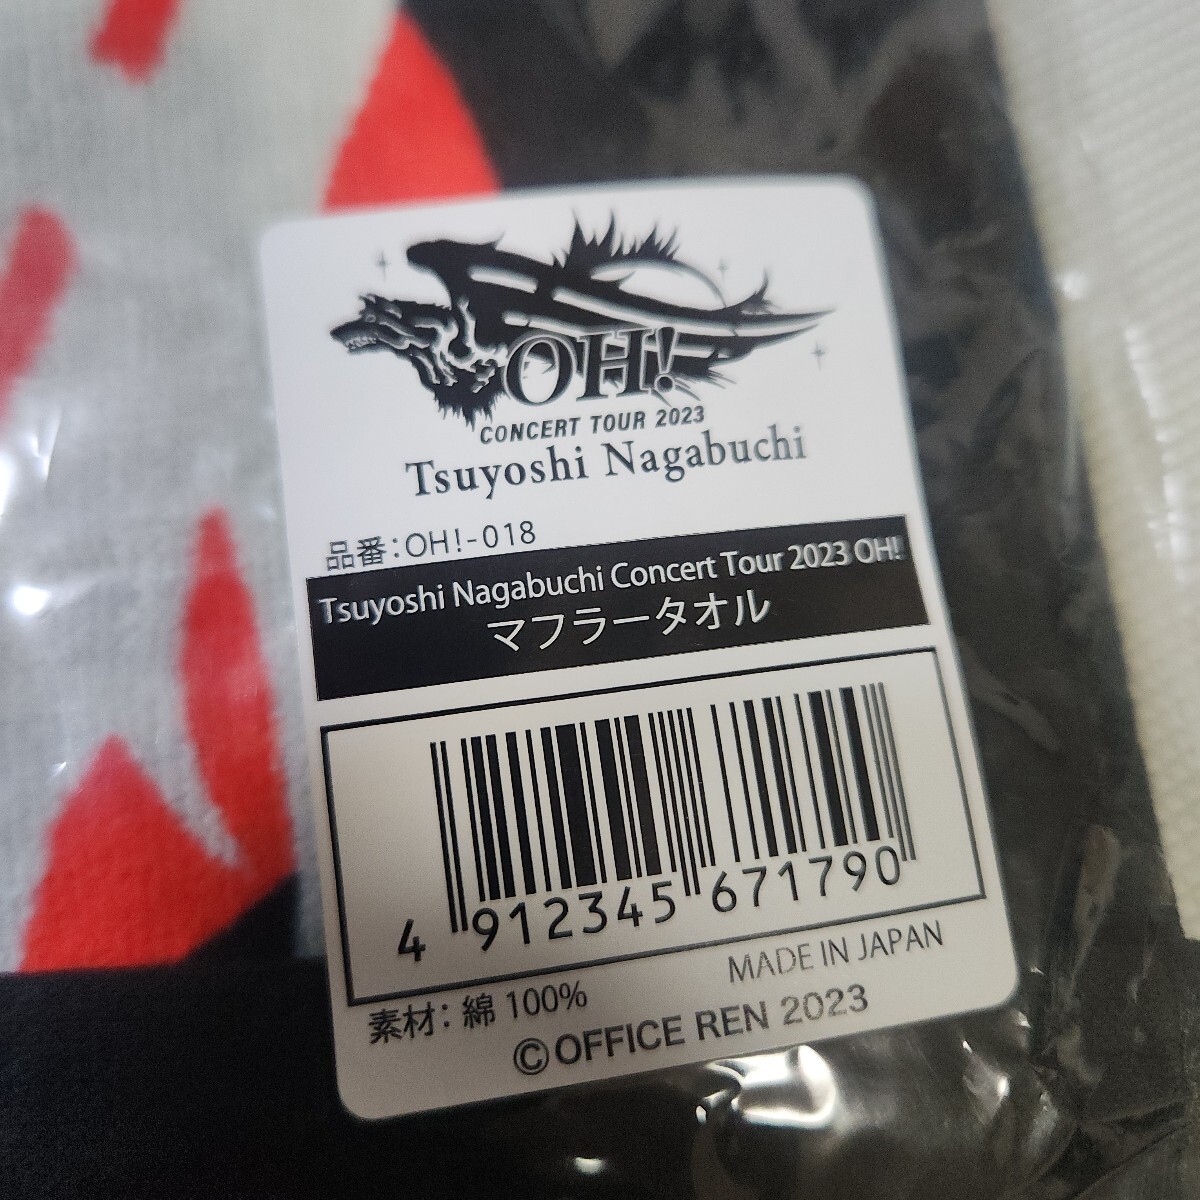 OH!
CONCERT TOUR 2023
Tsuyoshi Nagabuchi
品番:OH!-018
Tsuyoshi Nagabuchi Concert Tour 2023 OH!
マフラータオル
4 912345 671790
MADE IN JAPAN
素材: 綿 100%
©OFFICE REN 2023